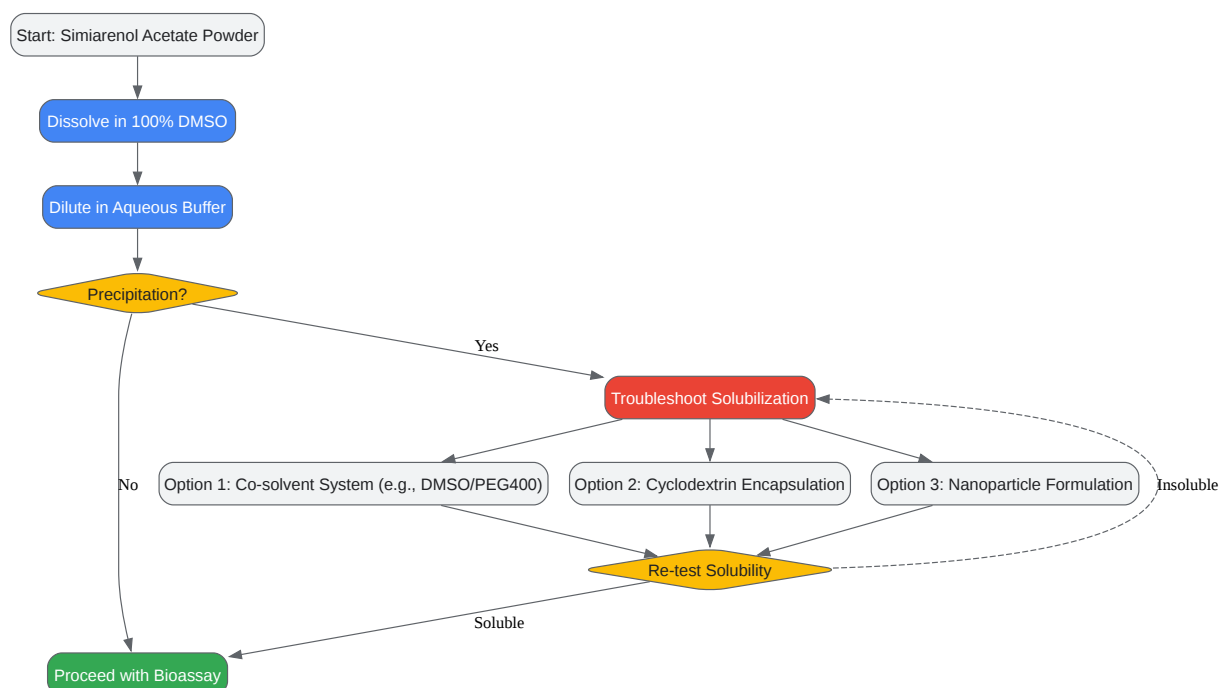 Start: Simiarenol Acetate Powder
Dissolve in 100% DMSO
Dilute in Aqueous Buffer
Precipitation?
Yes
Troubleshoot Solubilization
No
Option 1: Co-solvent System (e.g., DMSO/PEG400)
Option 2: Cyclodextrin Encapsulation
Option 3: Nanoparticle Formulation
Insoluble
Re-test Solubility
Soluble
Proceed with Bioassay